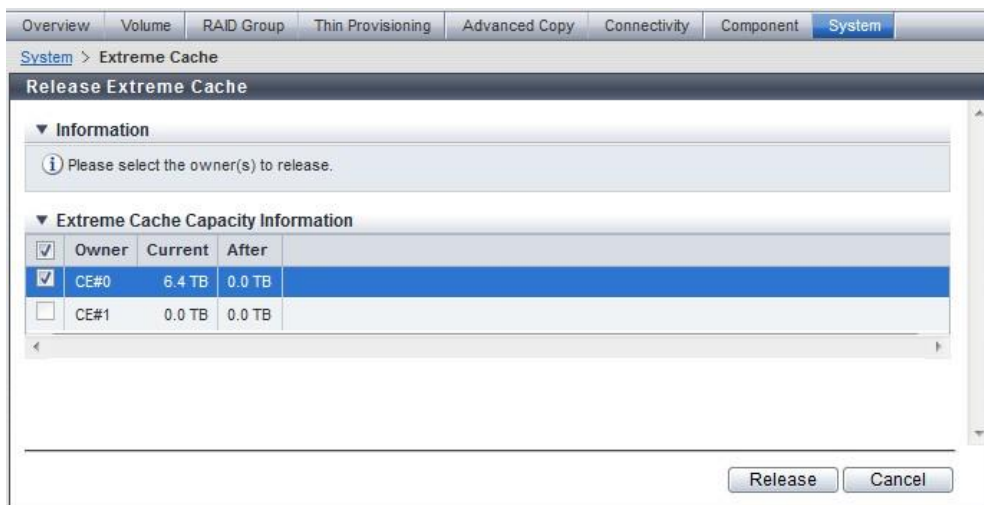 Overview Volume RAID Group Thin Provisioning Advanced Copy Connectivity Component System
System > Extreme Cache
Release Extreme Cache
Information
Please select the owner(s) to release.
Extreme Cache Capacity Information
Owner Current After
CE#0 6.4 TB 0.0 TB
CE#1 0.0 TB 0.0 TB
Release Cancel